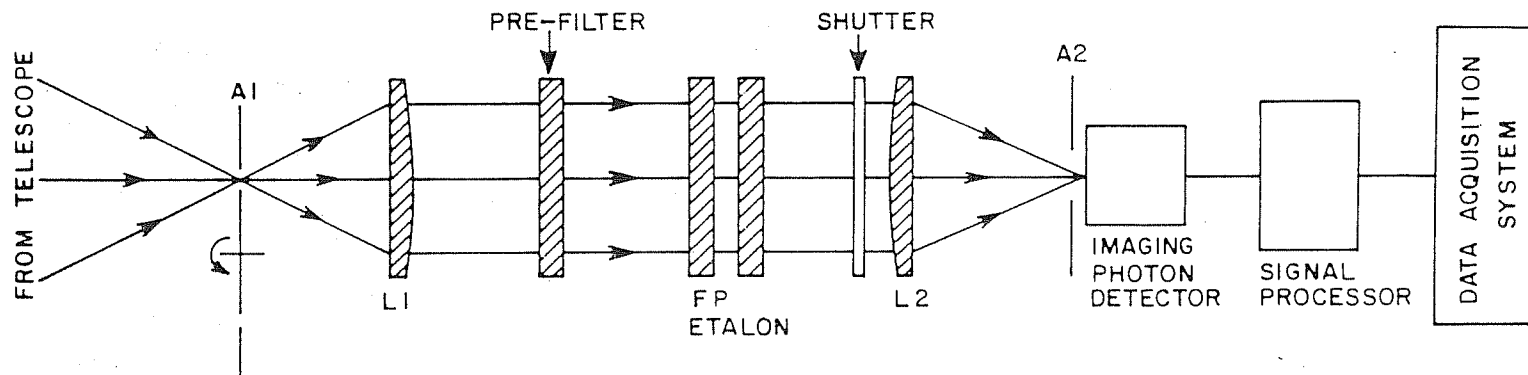 FROM TELESCOPE
A1
L1
PRE-FILTER
FP
ETALON
SHUTTER
L2
A2
IMAGING
PHOTON
DETECTOR
SIGNAL
PROCESSOR
DATA ACQUISITION
SYSTEM